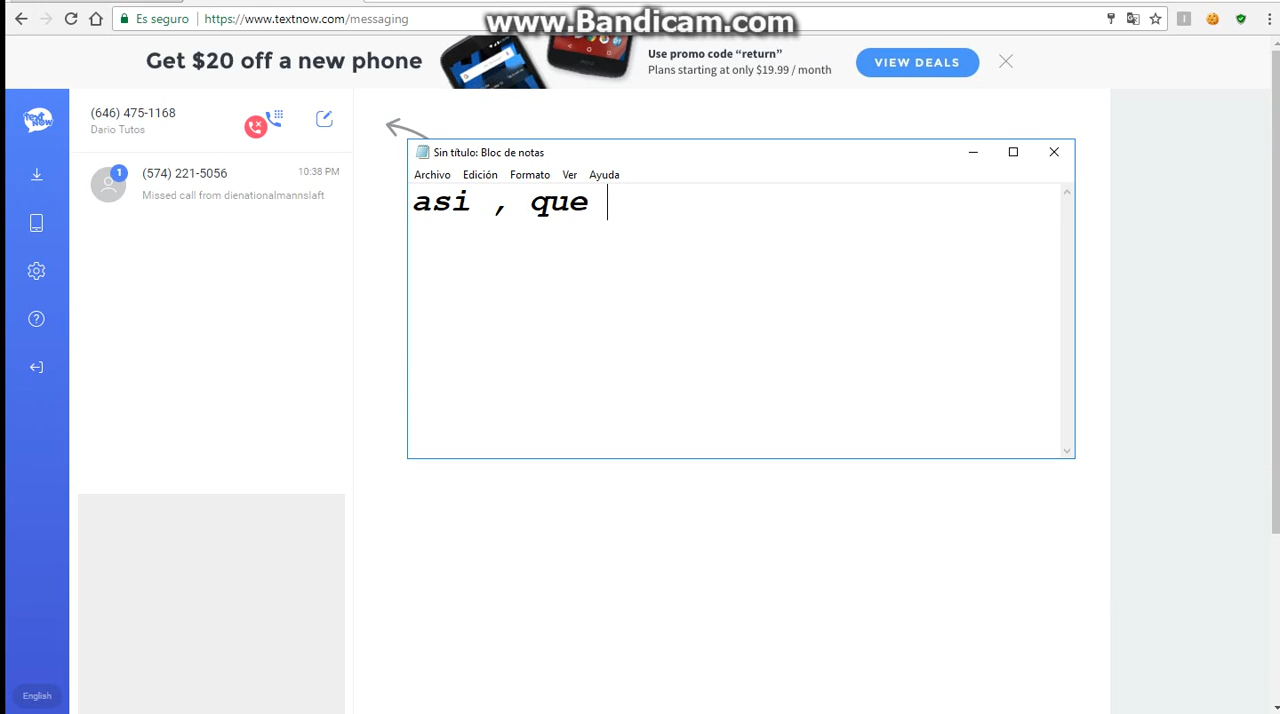 Es seguro
https://www.textnow.com/messaging
www.Bandicam.com
Get $20 off a new phone
Use promo code “return”
Plans starting at only $19.99 / month
VIEW DEALS
text now
(646) 475-1168
Dario Tutos
1
(574) 221-5056
10:38 PM
Missed call from dienationalmannslaft
Sin título: Bloc de notas
Archivo Edición Formato Ver Ayuda
asi , que
English